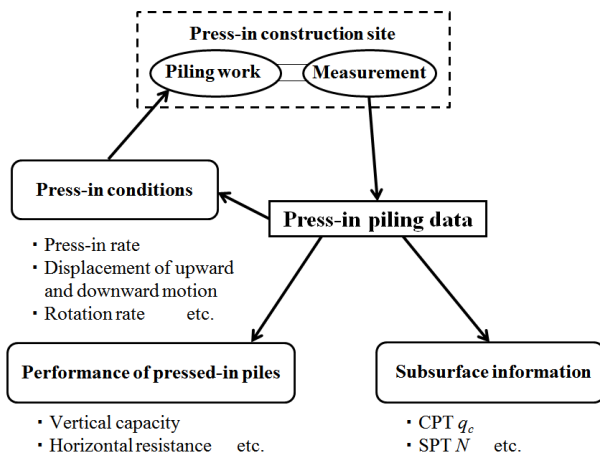 Press-in construction site
Piling work
Measurement
Press-in conditions
Press-in piling data
・Press-in rate
・Displacement of upward
and downward motion
・Rotation rate etc.
Performance of pressed-in piles
Subsurface information
・Vertical capacity
・Horizontal resistance etc.
・CPT qc
・SPT N etc.